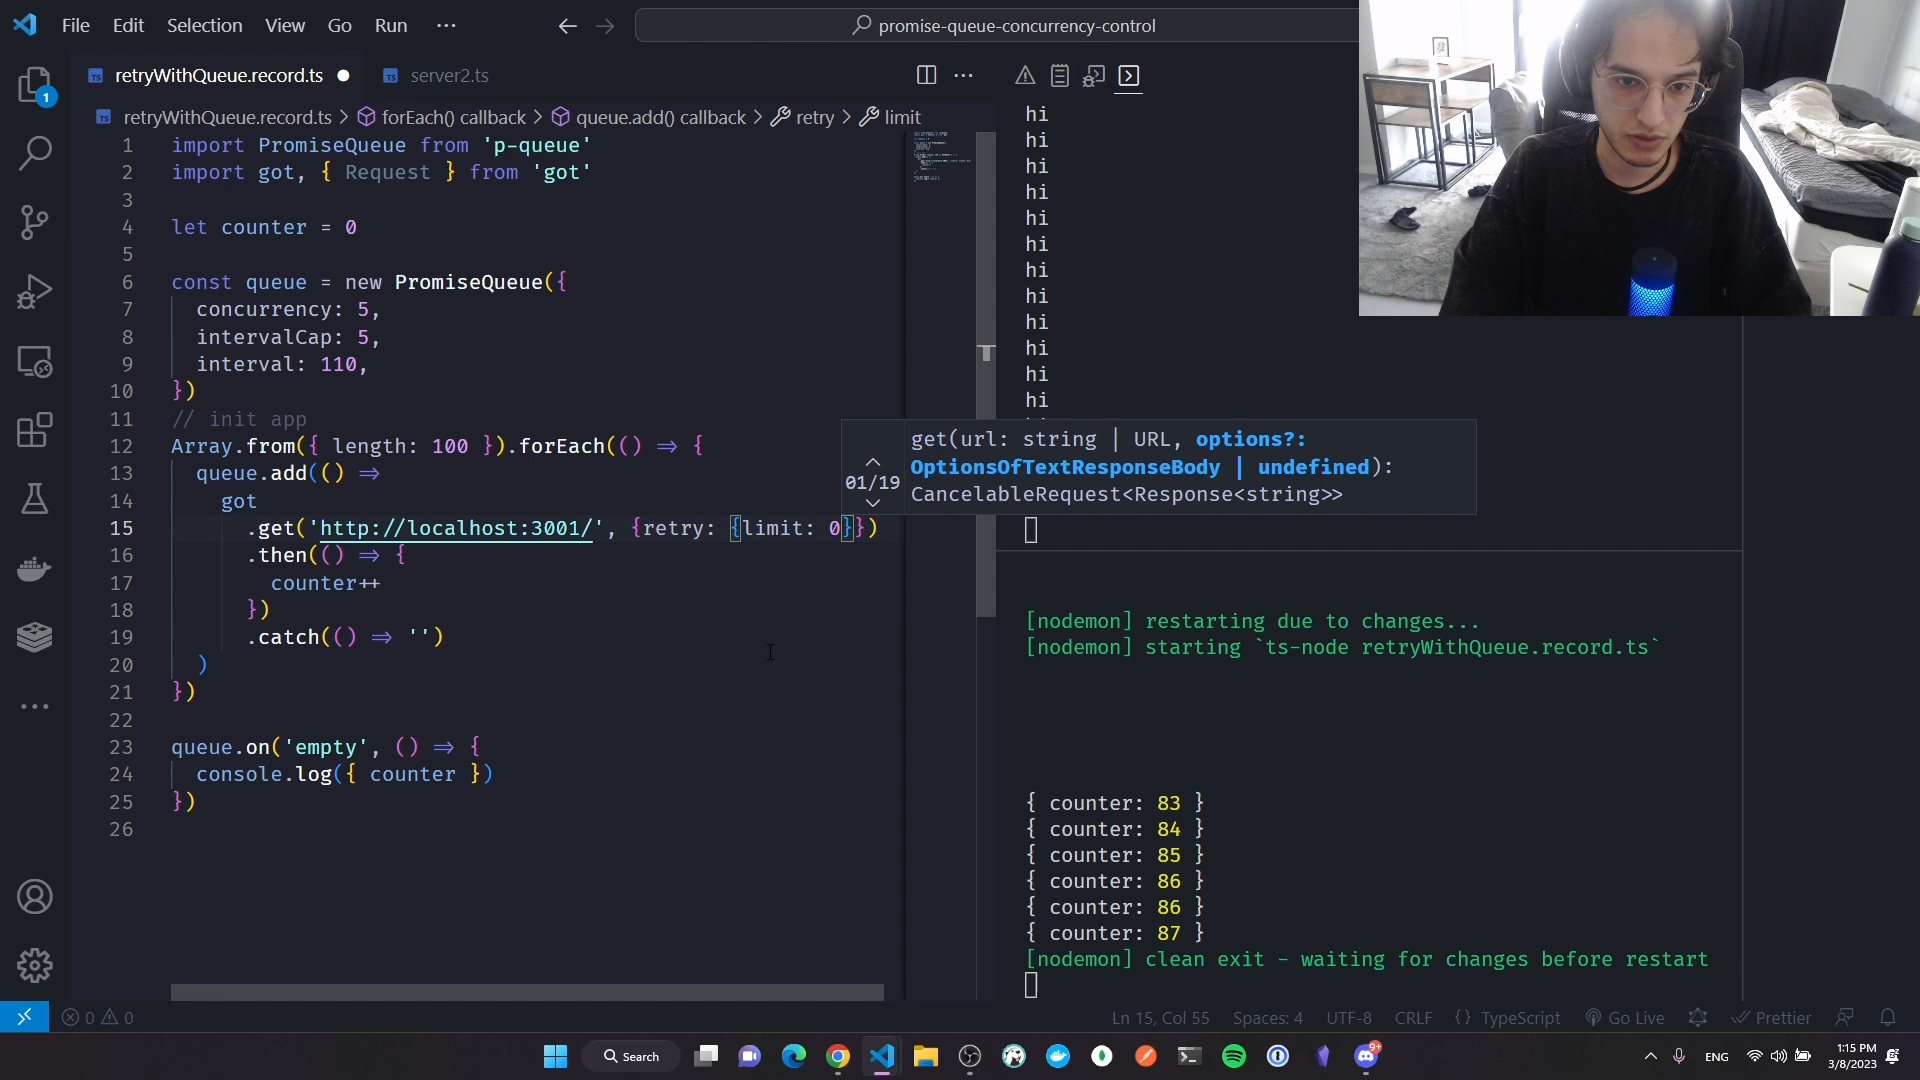 File Edit Selection View Go Run ...
promise-queue-concurrency-control
TS retryWithQueue.record.ts
TS server2.ts
TS retryWithQueue.record.ts > forEach() callback > queue.add() callback > retry > limit
1 import PromiseQueue from 'p-queue'
2 import got, { Request } from 'got'
3
4 let counter = 0
5
6 const queue = new PromiseQueue({
7 concurrency: 5,
8 intervalCap: 5,
9 interval: 110,
10 })
11 // init app
12 Array.from({ length: 100 }).forEach(() => {
13 queue.add(() =>
14 got
15 .get('http://localhost:3001/', {retry: {limit: 0}})
16 .then(() => {
17 counter++
18 })
19 .catch(() => '')
20 )
21 })
22
23 queue.on('empty', () => {
24 console.log({ counter })
25 })
26
hi
hi
hi
hi
hi
hi
hi
hi
hi
hi
hi
hi
01/19
get(url: string | URL, options?:
OptionsOfTextResponseBody | undefined):
CancelableRequest<Response<string>>
[nodemon] restarting due to changes...
[nodemon] starting `ts-node retryWithQueue.record.ts`
{ counter: 83 }
{ counter: 84 }
{ counter: 85 }
{ counter: 86 }
{ counter: 86 }
{ counter: 87 }
[nodemon] clean exit - waiting for changes before restart
1
0 0
Ln 15, Col 55 Spaces: 4 UTF-8 CRLF {} TypeScript Go Live Prettier
Search
9+
ENG
1:15 PM
3/8/2023